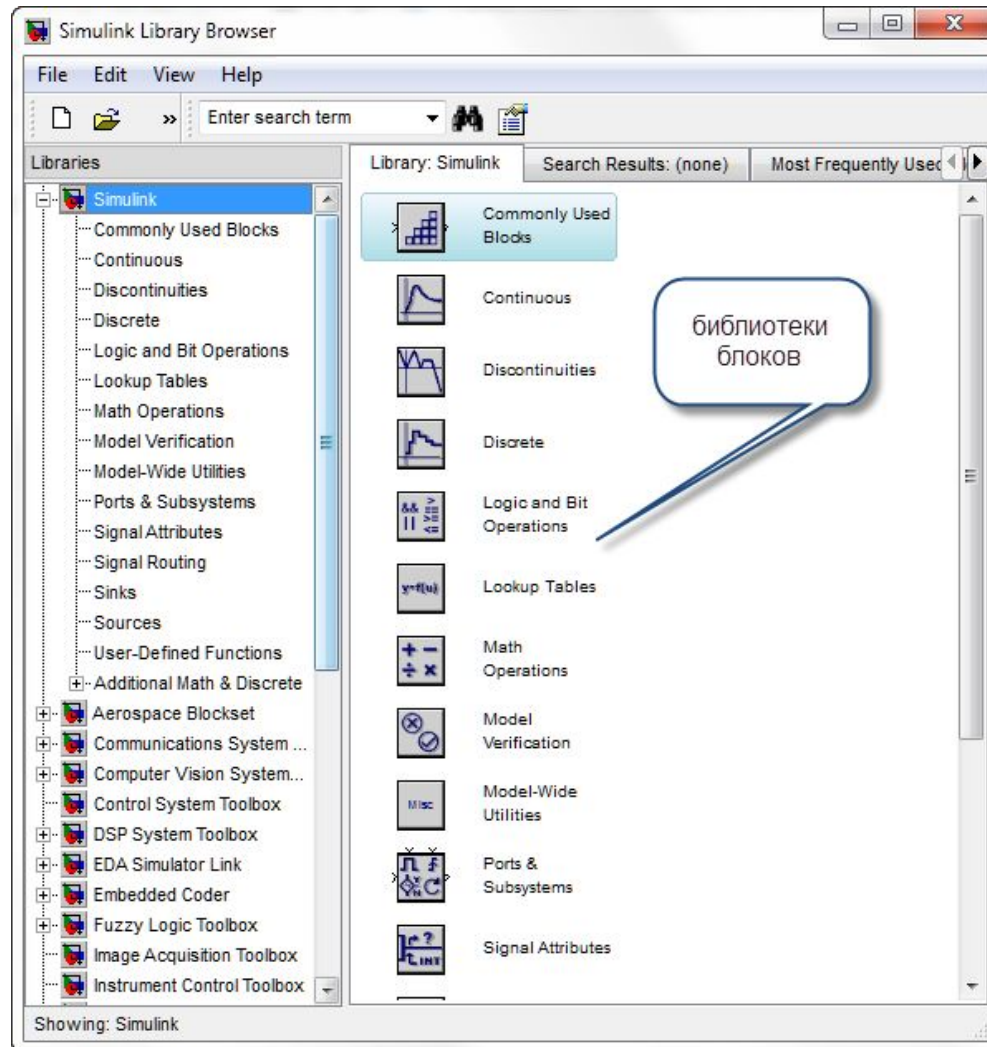 Simulink Library Browser
File Edit View Help
» Enter search term
Libraries
Library: Simulink Search Results: (none) Most Frequently Used
Simulink
Commonly Used Blocks
Continuous
Discontinuities
Discrete
Logic and Bit Operations
Lookup Tables
Math Operations
Model Verification
Model-Wide Utilities
Ports & Subsystems
Signal Attributes
Signal Routing
Sinks
Sources
User-Defined Functions
Additional Math & Discrete
Aerospace Blockset
Communications System ...
Computer Vision System...
Control System Toolbox
DSP System Toolbox
EDA Simulator Link
Embedded Coder
Fuzzy Logic Toolbox
Image Acquisition Toolbox
Instrument Control Toolbox
Commonly Used
Blocks
Continuous
Discontinuities
Discrete
&& >
==
|| >=
<=
Logic and Bit
Operations
y=f(u)
Lookup Tables
+ −
÷ ×
Math
Operations
Model
Verification
Misc
Model-Wide
Utilities
Ports &
Subsystems
?
INT
Signal Attributes
библиотеки
блоков
Showing: Simulink